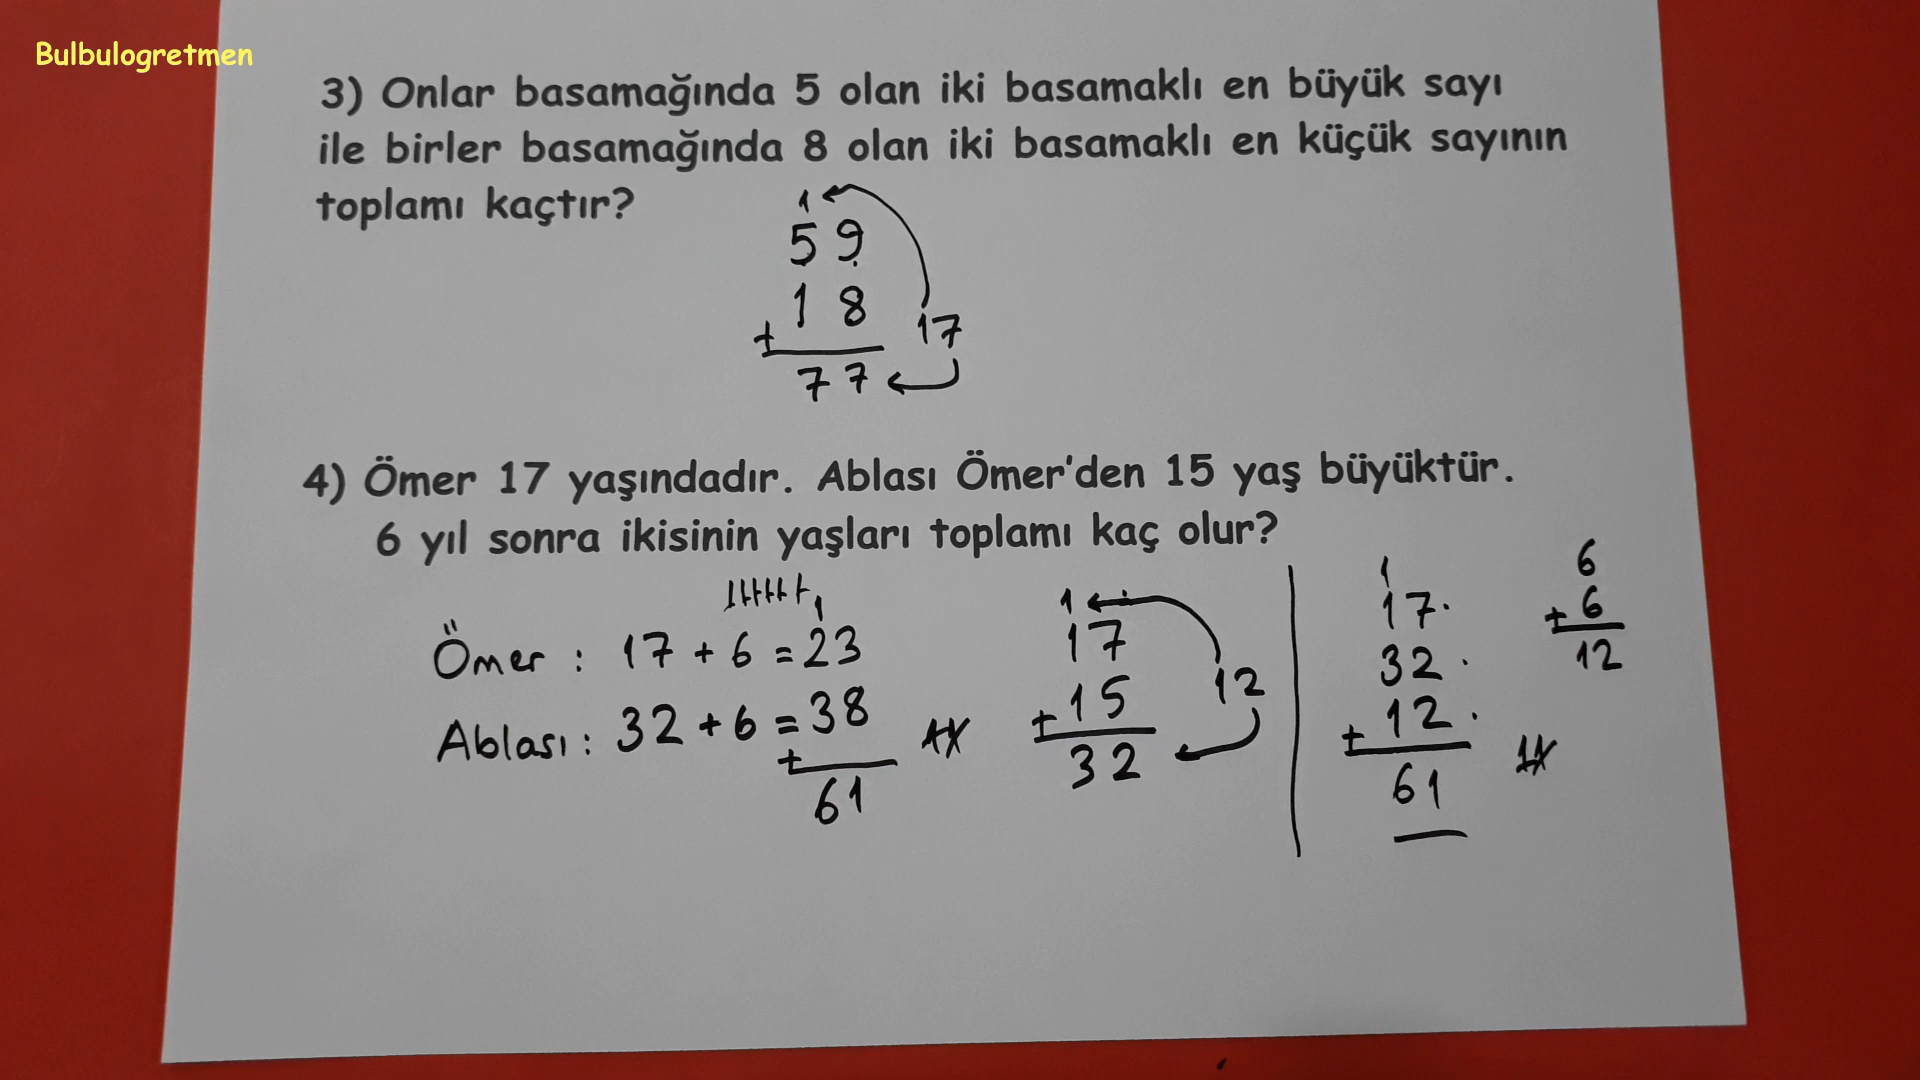 Bulbulogretmen
3) Onlar basamağında 5 olan iki basamaklı en büyük sayı
ile birler basamağında 8 olan iki basamaklı en küçük sayının
toplamı kaçtır?
1
59
18
17
+
77
4) Ömer 17 yaşındadır. Ablası Ömer'den 15 yaş büyüktür.
6 yıl sonra ikisinin yaşları toplamı kaç olur?
1
Ömer : 17 + 6 = 23
Ablası : 32 + 6 = 38
+
61
1
17
+ 15
12
32
1
17.
32.
+ 12.
61
6
+ 6
12